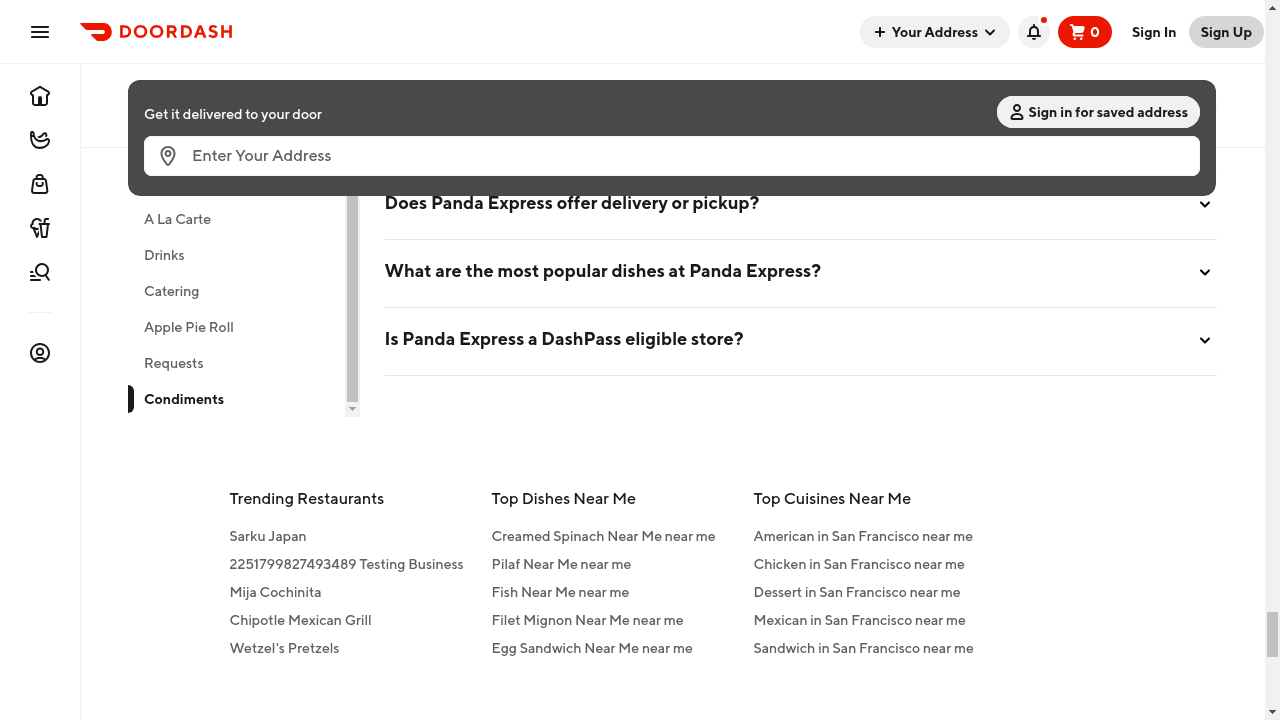 DOORDASH
Your Address
0
Sign In
Sign Up
Get it delivered to your door
Sign in for saved address
Enter Your Address
A La Carte
Drinks
Catering
Apple Pie Roll
Requests
Condiments
Does Panda Express offer delivery or pickup?
What are the most popular dishes at Panda Express?
Is Panda Express a DashPass eligible store?
Trending Restaurants
Sarku Japan
2251799827493489 Testing Business
Mija Cochinita
Chipotle Mexican Grill
Wetzel's Pretzels
Top Dishes Near Me
Creamed Spinach Near Me near me
Pilaf Near Me near me
Fish Near Me near me
Filet Mignon Near Me near me
Egg Sandwich Near Me near me
Top Cuisines Near Me
American in San Francisco near me
Chicken in San Francisco near me
Dessert in San Francisco near me
Mexican in San Francisco near me
Sandwich in San Francisco near me